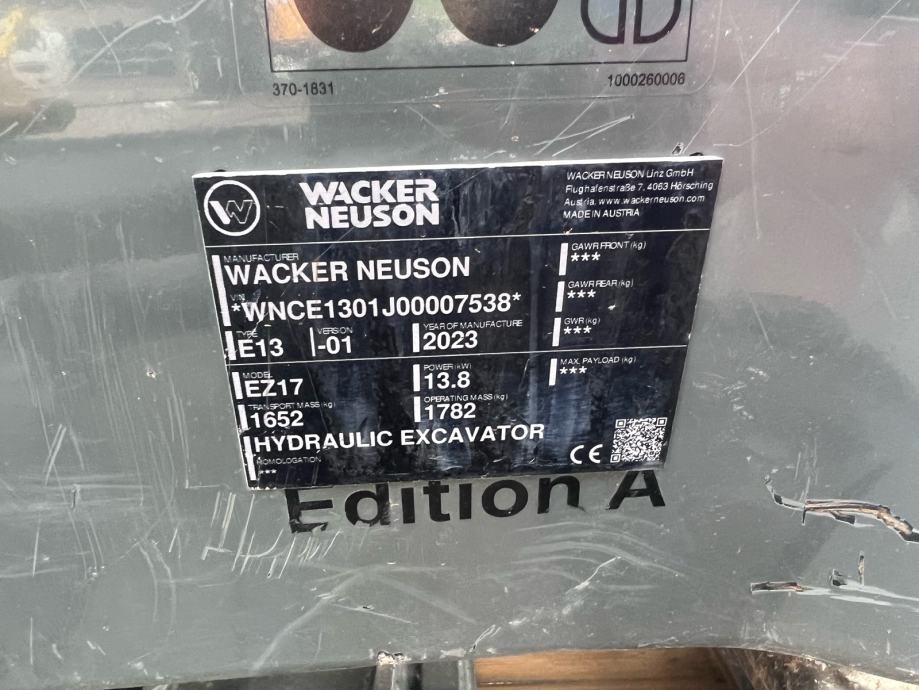 370-1831
1000260006
WACKER
NEUSON
WACKER NEUSON Linz GmbH
Flughafenstraße 7, 4063 Hörsching
Austria, www.wackerneuson.com
MADE IN AUSTRIA
MANUFACTURER
WACKER NEUSON
VIN
*WNCE1301J00007538*
TYPE
E13
VERSION
-01
YEAR OF MANUFACTURE
2023
GAWR FRONT (kg)
***
GAWR REAR (kg)
***
GWR (kg)
***
MODEL
EZ17
POWER (kW)
13.8
MAX. PAYLOAD (kg)
***
TRANSPORT MASS (kg)
1652
OPERATING MASS (kg)
1782
HYDRAULIC EXCAVATOR
HOMOLOGATION
***
CE
Edition A